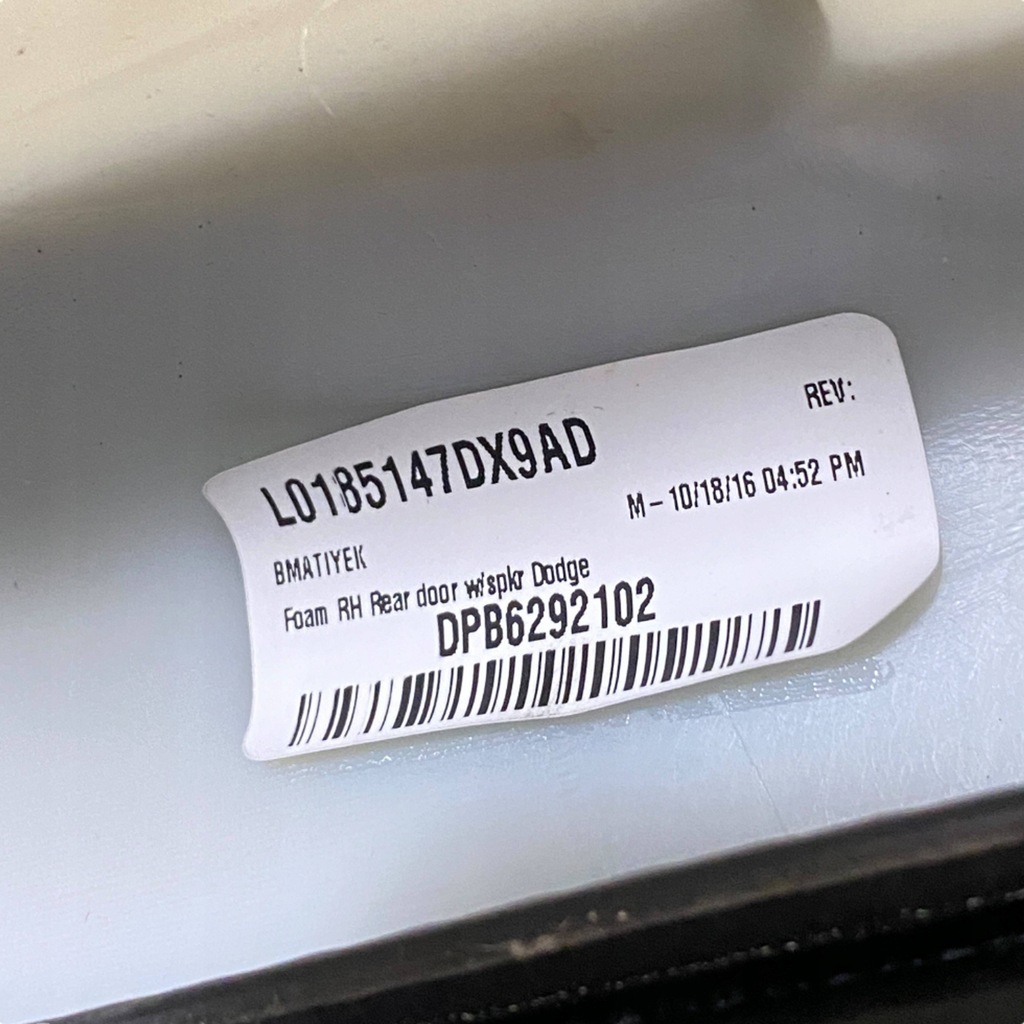 REV:
L0185147DX9AD
M- 10/18/16 04:52 PM
BMATIYEK
Foam RH Rear door w/spkr Dodge
DPB6292102